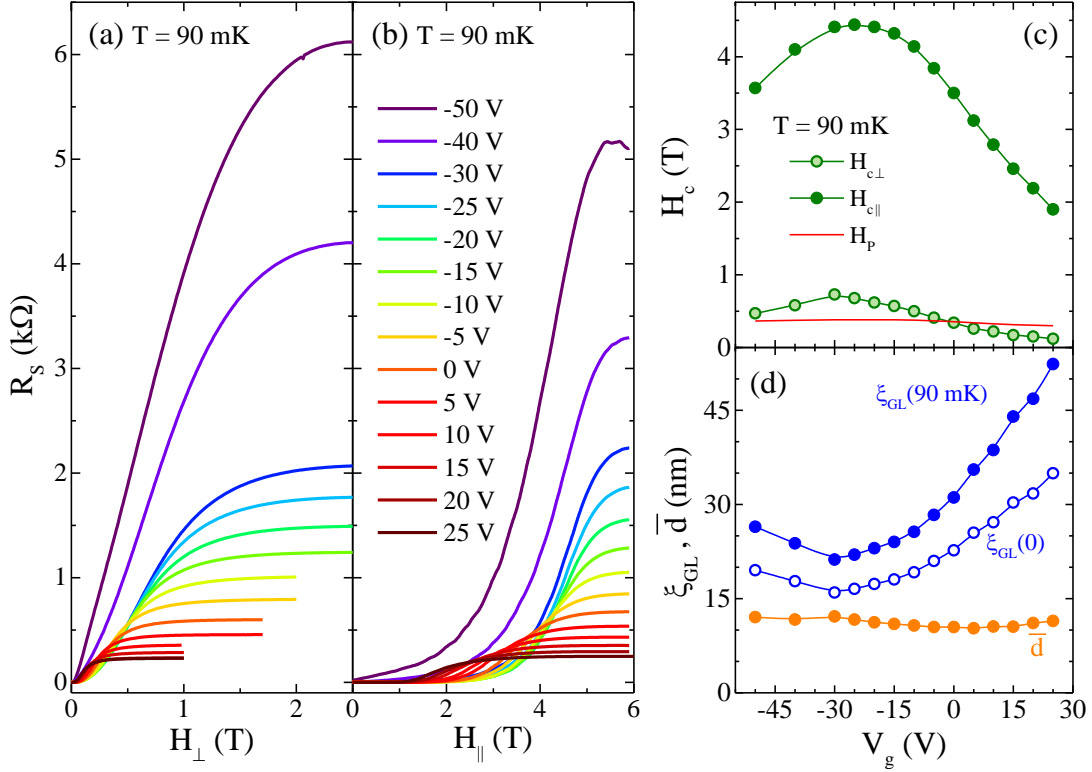 (a) T = 90 mK
6
5
4
3
2
1
0
R_S (kΩ)
0 1 2
H_⊥ (T)
(b) T = 90 mK
-50 V
-40 V
-30 V
-25 V
-20 V
-15 V
-10 V
-5 V
0 V
5 V
10 V
15 V
20 V
25 V
0 2 4 6
H_∥ (T)
(c)
T = 90 mK
H_c⊥
H_c∥
H_P
4
3
2
1
0
H_c (T)
(d)
ξ_GL(90 mK)
ξ_GL(0)
d̅
45
30
15
0
ξ_GL, d̅ (nm)
-45 -30 -15 0 15 30
V_g (V)